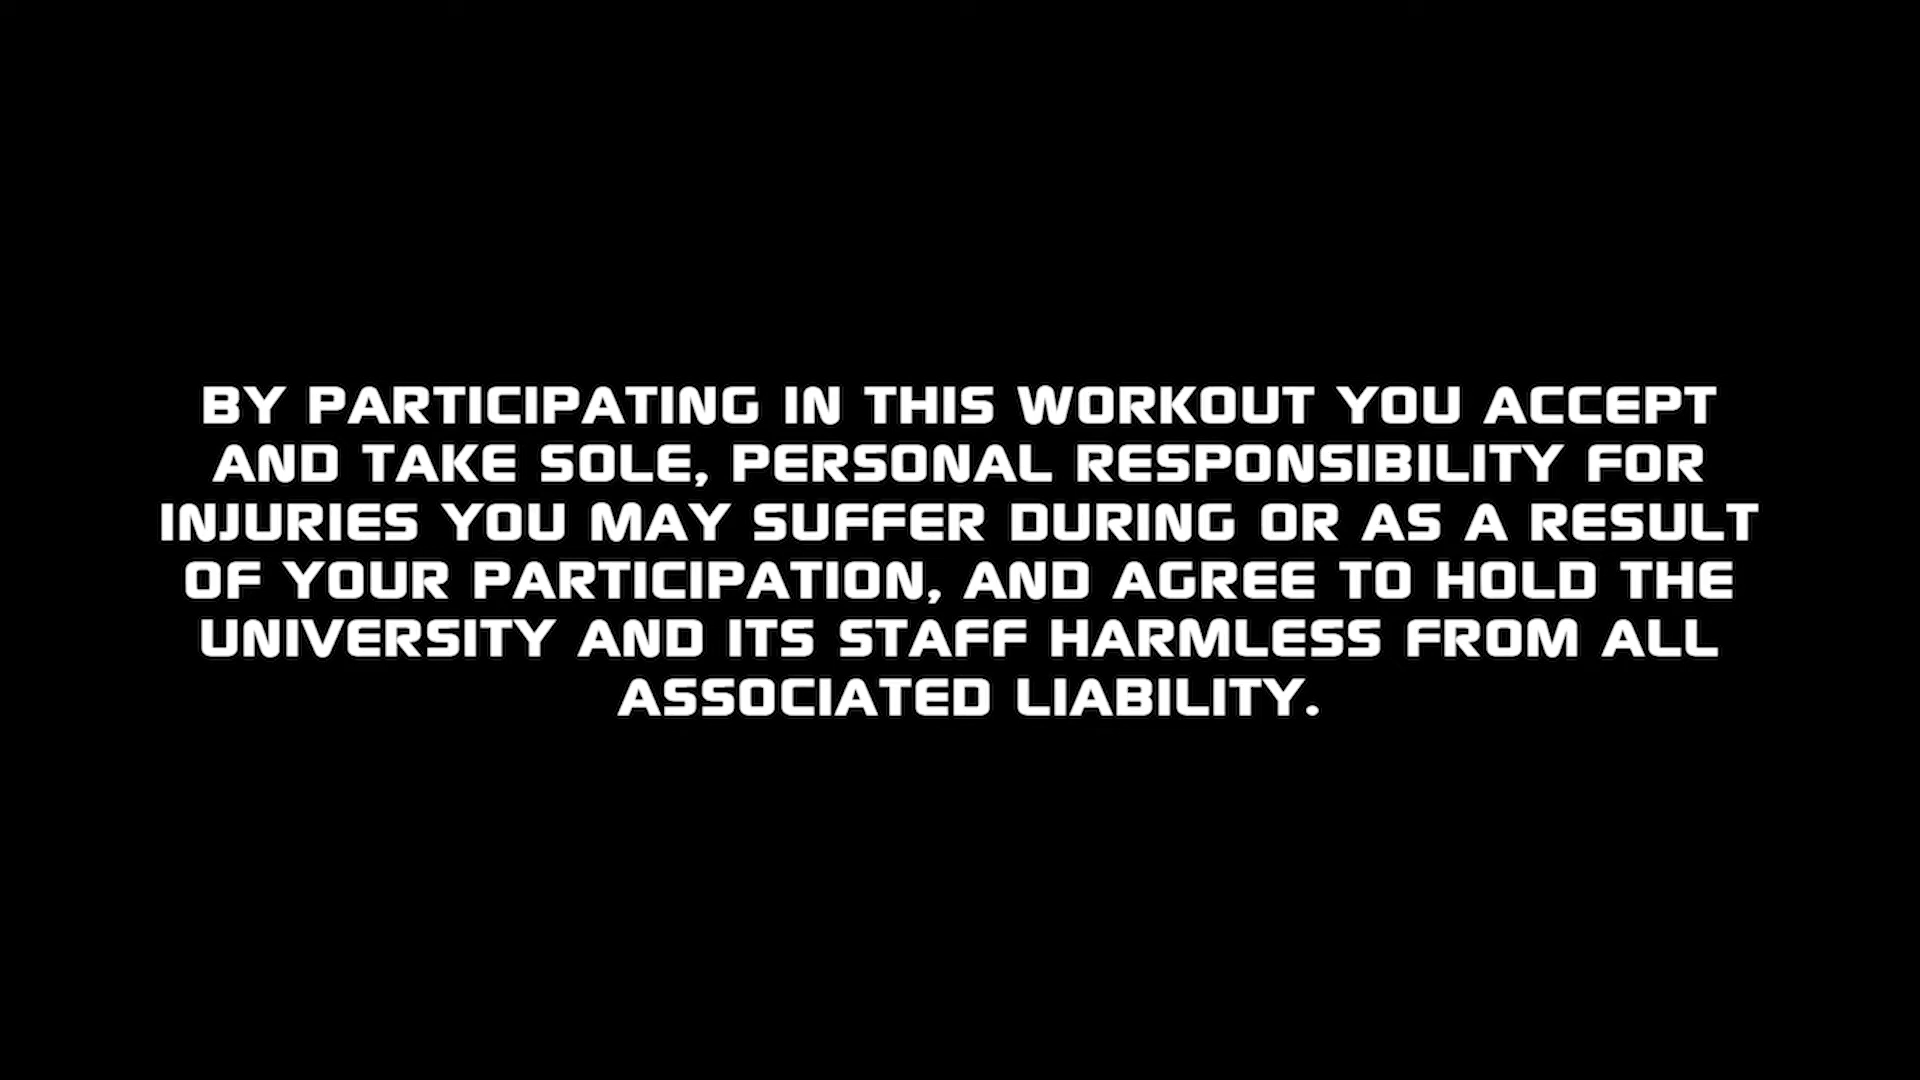 BY PARTICIPATING IN THIS WORKOUT YOU ACCEPT
AND TAKE SOLE, PERSONAL RESPONSIBILITY FOR
INJURIES YOU MAY SUFFER DURING OR AS A RESULT
OF YOUR PARTICIPATION, AND AGREE TO HOLD THE
UNIVERSITY AND ITS STAFF HARMLESS FROM ALL
ASSOCIATED LIABILITY.